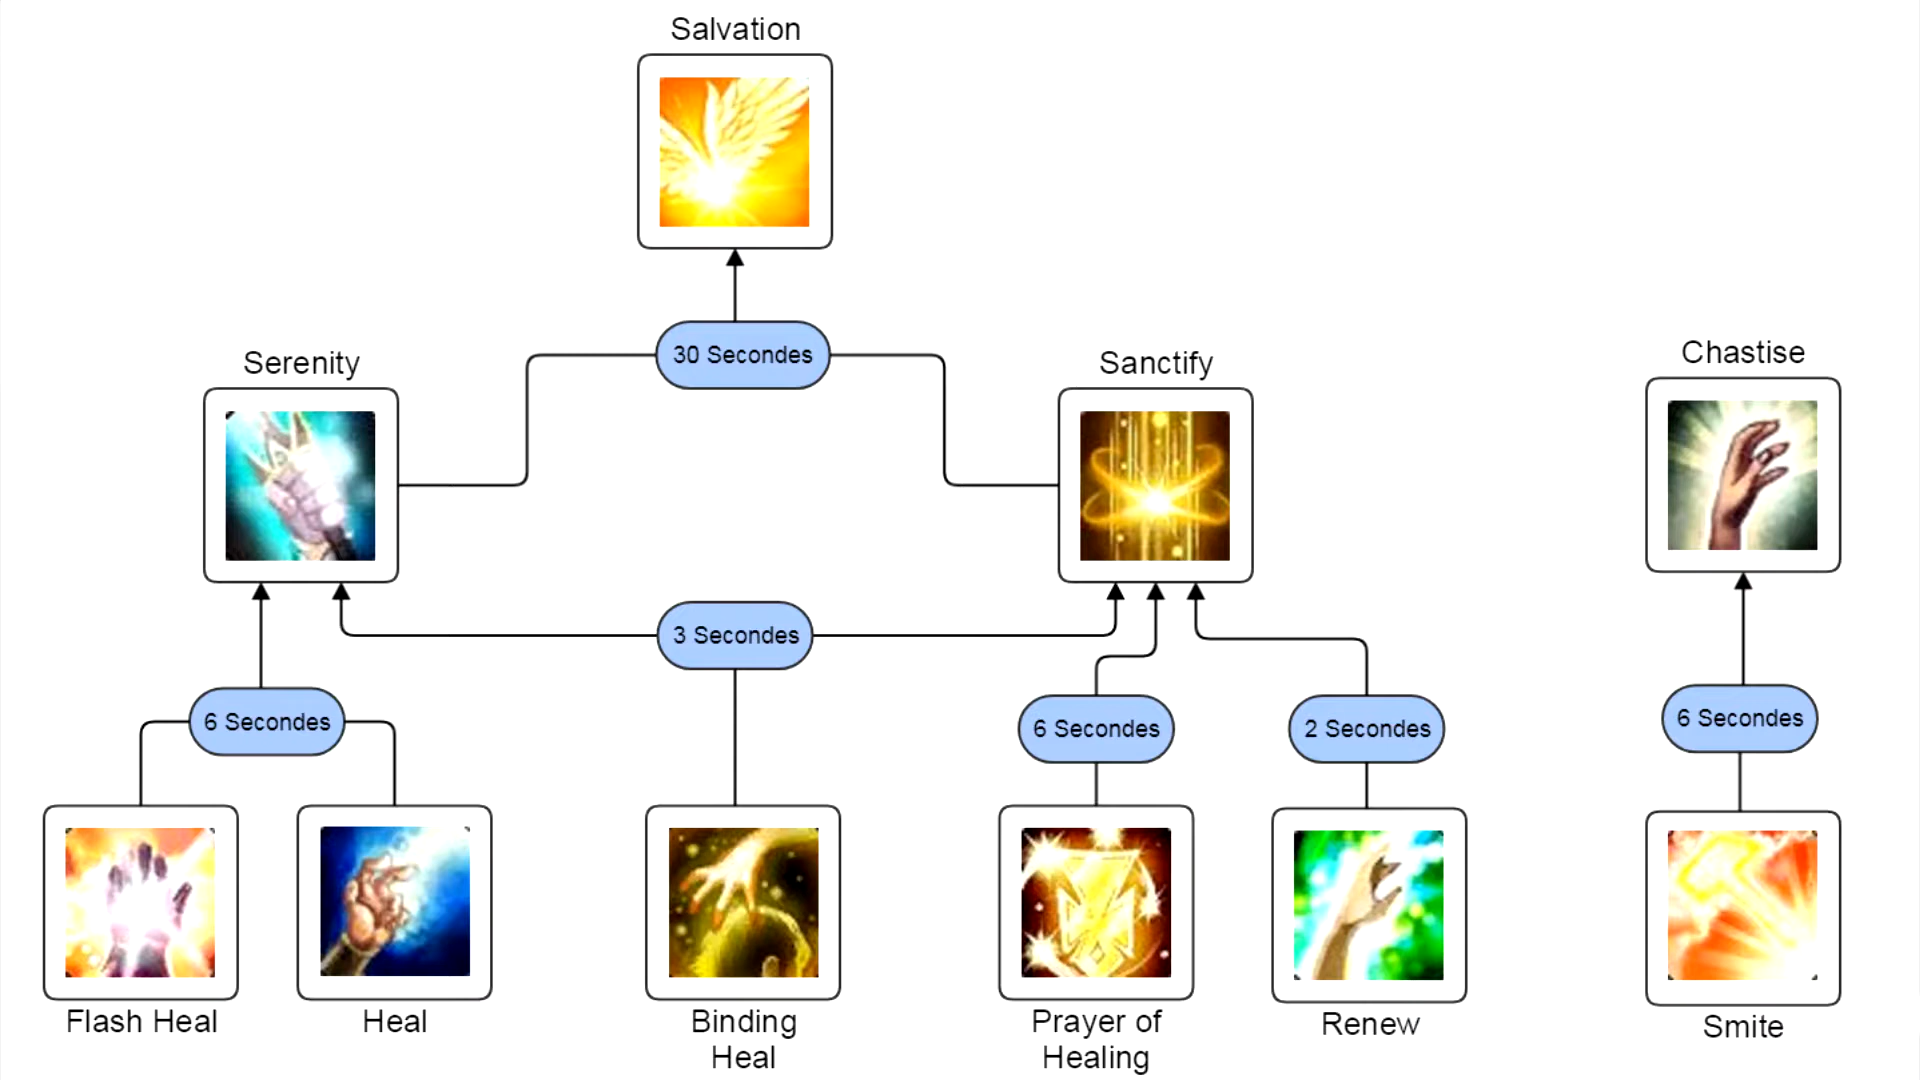 Salvation
30 Secondes
Serenity
Sanctify
Chastise
3 Secondes
6 Secondes
6 Secondes
2 Secondes
6 Secondes
Flash Heal
Heal
Binding
Heal
Prayer of
Healing
Renew
Smite